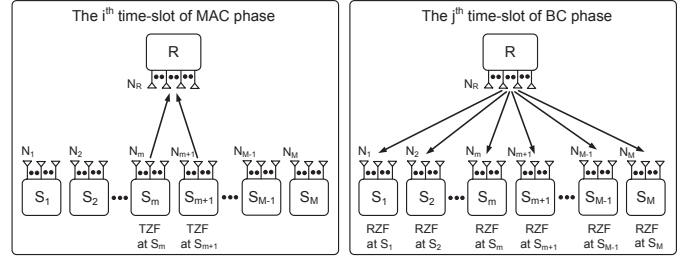 The i^th time-slot of MAC phase
R
N_R
N_1 N_2 N_m N_m+1 N_M-1 N_M
S_1 S_2 S_m S_m+1 S_M-1 S_M
TZF TZF
at S_m at S_m+1
The j^th time-slot of BC phase
R
N_R
N_1 N_2 N_m N_m+1 N_M-1 N_M
S_1 S_2 S_m S_m+1 S_M-1 S_M
RZF RZF RZF RZF RZF RZF
at S_1 at S_2 at S_m at S_m+1 at S_M-1 at S_M